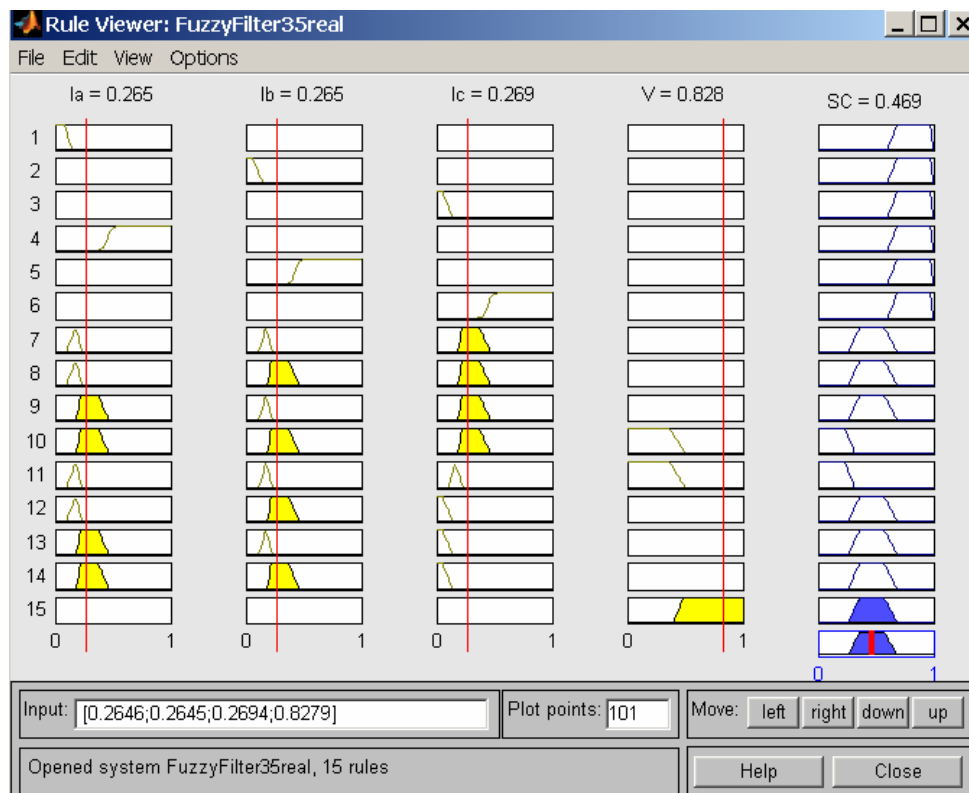 Rule Viewer: FuzzyFilter35real
File Edit View Options
Ia = 0.265 Ib = 0.265 Ic = 0.269 V = 0.828 SC = 0.469
1
2
3
4
5
6
7
8
9
10
11
12
13
14
15
0 1 0 1 0 1 0 1
0 1
Input: [0.2646;0.2645;0.2694;0.8279] Plot points: 101 Move: left right down up
Opened system FuzzyFilter35real, 15 rules Help Close